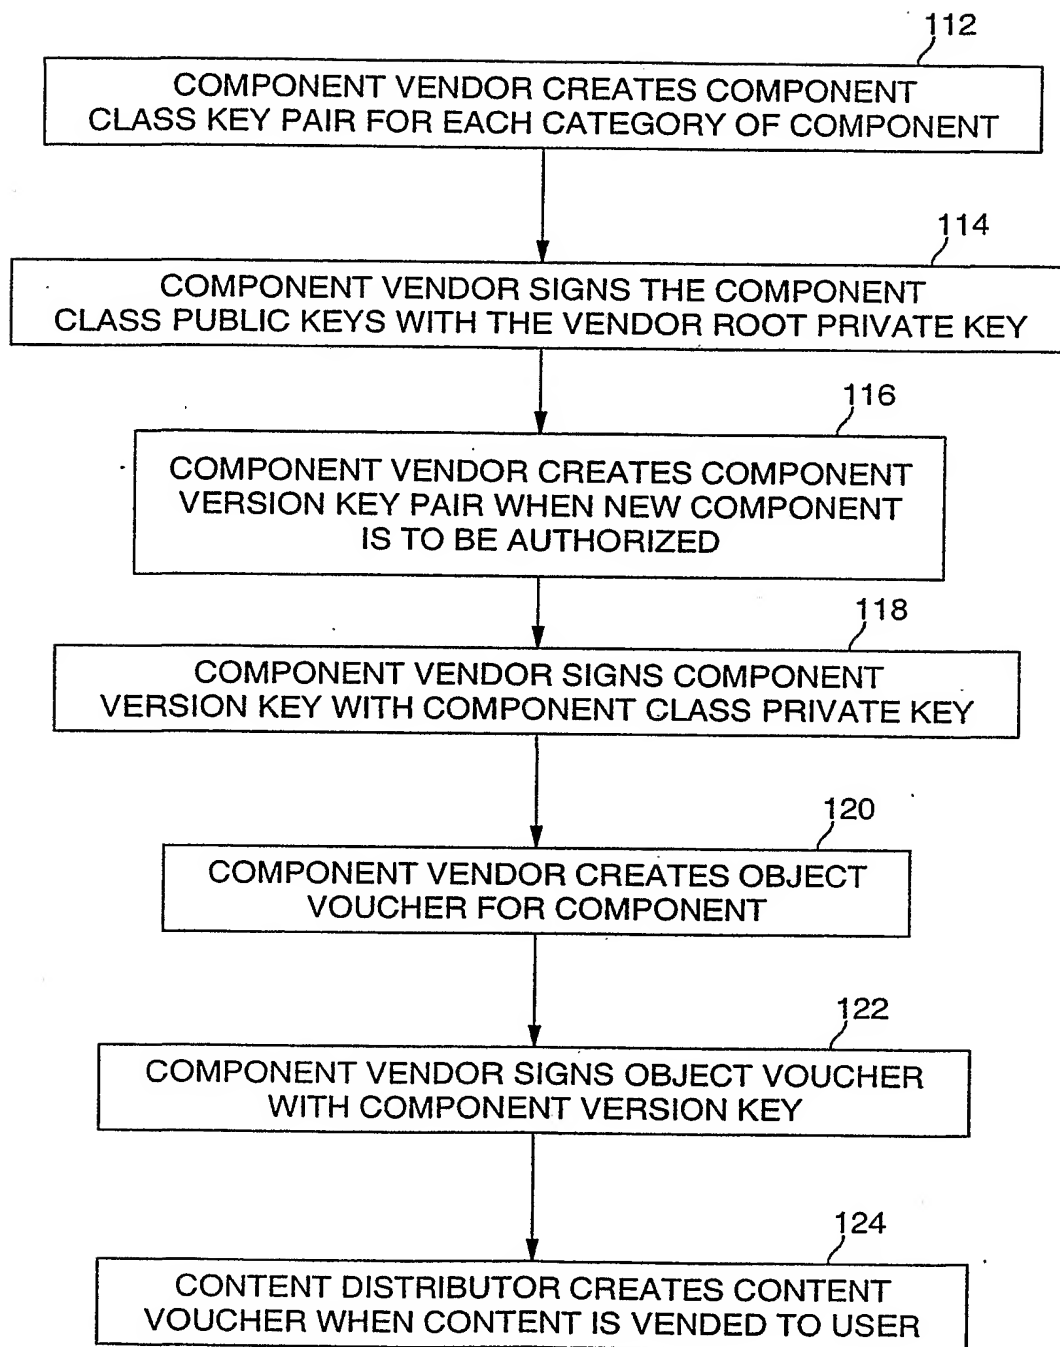 112
COMPONENT VENDOR CREATES COMPONENT
CLASS KEY PAIR FOR EACH CATEGORY OF COMPONENT
114
COMPONENT VENDOR SIGNS THE COMPONENT
CLASS PUBLIC KEYS WITH THE VENDOR ROOT PRIVATE KEY
116
COMPONENT VENDOR CREATES COMPONENT
VERSION KEY PAIR WHEN NEW COMPONENT
IS TO BE AUTHORIZED
118
COMPONENT VENDOR SIGNS COMPONENT
VERSION KEY WITH COMPONENT CLASS PRIVATE KEY
120
COMPONENT VENDOR CREATES OBJECT
VOUCHER FOR COMPONENT
122
COMPONENT VENDOR SIGNS OBJECT VOUCHER
WITH COMPONENT VERSION KEY
124
CONTENT DISTRIBUTOR CREATES CONTENT
VOUCHER WHEN CONTENT IS VENDED TO USER